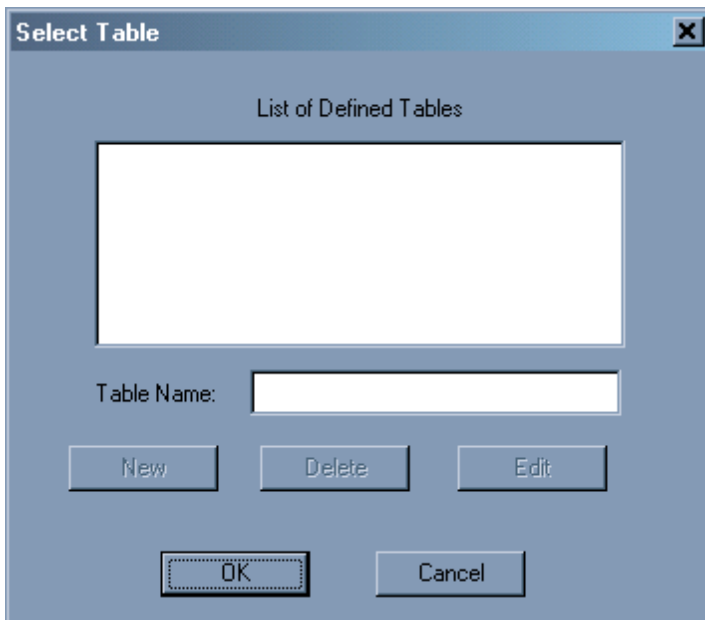 Select Table
List of Defined Tables
Table Name:
New Delete Edit
OK Cancel